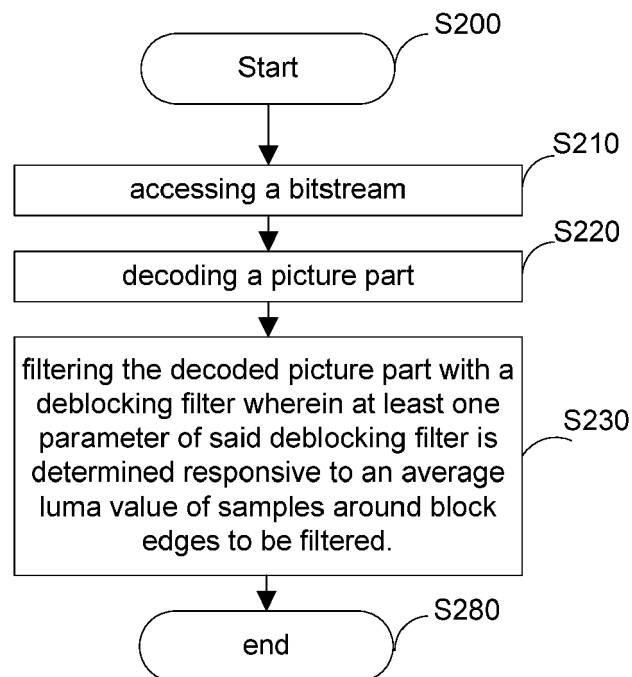 S200
Start
S210
accessing a bitstream
S220
decoding a picture part
filtering the decoded picture part with a
deblocking filter wherein at least one
parameter of said deblocking filter is
determined responsive to an average
luma value of samples around block
edges to be filtered.
S230
S280
end